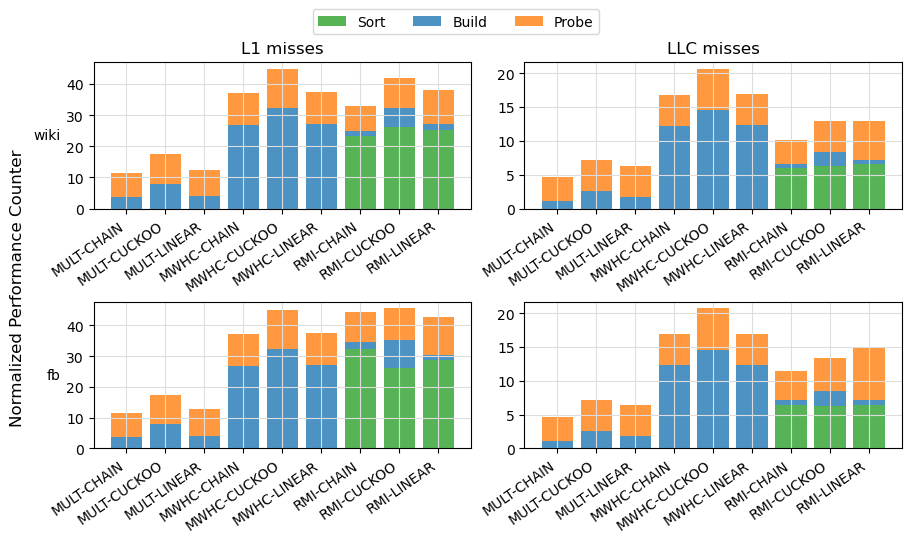 Sort Build Probe
L1 misses LLC misses
Normalized Performance Counter
wiki
40
30
20
10
0
20
15
10
5
0
MULT-CHAIN MULT-CUCKOO MULT-LINEAR MWHC-CHAIN MWHC-CUCKOO MWHC-LINEAR RMI-CHAIN RMI-CUCKOO RMI-LINEAR
MULT-CHAIN MULT-CUCKOO MULT-LINEAR MWHC-CHAIN MWHC-CUCKOO MWHC-LINEAR RMI-CHAIN RMI-CUCKOO RMI-LINEAR
fb
40
30
20
10
0
20
15
10
5
0
MULT-CHAIN MULT-CUCKOO MULT-LINEAR MWHC-CHAIN MWHC-CUCKOO MWHC-LINEAR RMI-CHAIN RMI-CUCKOO RMI-LINEAR
MULT-CHAIN MULT-CUCKOO MULT-LINEAR MWHC-CHAIN MWHC-CUCKOO MWHC-LINEAR RMI-CHAIN RMI-CUCKOO RMI-LINEAR